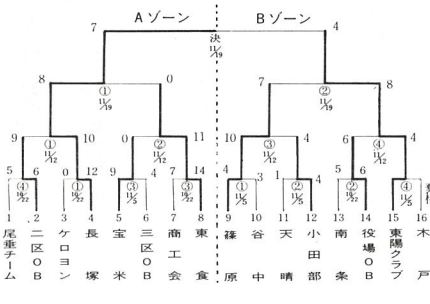 Aゾーン Bゾーン
7 決 4
11/19
8 0 7 8
① 11/19 ② 11/19
9 10 0 11 10 4 6 4
① 11/12 ② 11/12 ③ 11/12 ④ 11/12
5 6 0 12 9 4 7 14 4 3 1 4 5 6
④ 10/22 ① 10/22 ③ 11/5 ③ 10/22 ① 11/5 ② 11/5 ② 10/22 ④ 11/5
1 2 3 4 5 6 7 8 9 10 11 12 13 14 15 16
尾垂チーム
二区OB
ケロヨン
長塚
宝米
三区OB
商工会
東食
篠原
谷中
天晴
小田部
南条
役場OB
東陽クラブ
木戸